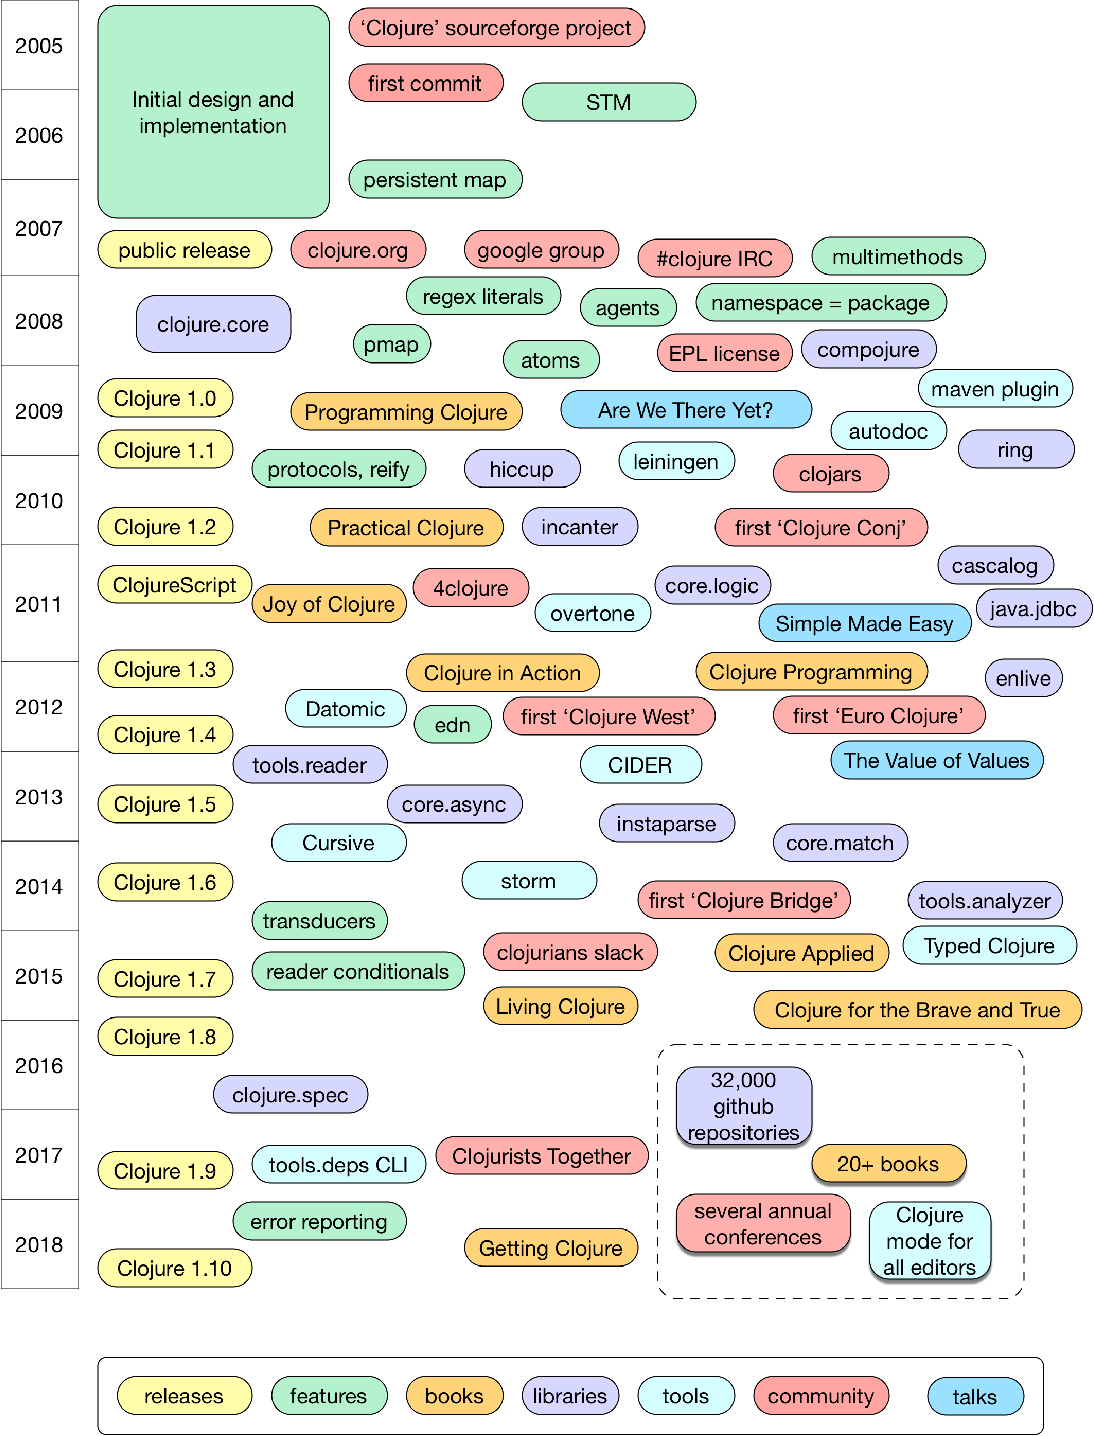 2005
‘Clojure’ sourceforge project
first commit
Initial design and
implementation
STM
2006
persistent map
2007
public release
clojure.org
google group
#clojure IRC
multimethods
regex literals
agents
namespace = package
2008
clojure.core
pmap
atoms
EPL license
compojure
maven plugin
Clojure 1.0
2009
Programming Clojure
Are We There Yet?
autodoc
Clojure 1.1
ring
protocols, reify
hiccup
leiningen
clojars
2010
Clojure 1.2
Practical Clojure
incanter
first ‘Clojure Conj’
cascalog
ClojureScript
4clojure
core.logic
2011
Joy of Clojure
overtone
java.jdbc
Simple Made Easy
Clojure 1.3
Clojure in Action
Clojure Programming
enlive
2012
Datomic
edn
first ‘Clojure West’
first ‘Euro Clojure’
Clojure 1.4
tools.reader
CIDER
The Value of Values
2013
Clojure 1.5
core.async
instaparse
Cursive
core.match
2014
Clojure 1.6
storm
first ‘Clojure Bridge’
tools.analyzer
transducers
clojurians slack
Clojure Applied
Typed Clojure
2015
Clojure 1.7
reader conditionals
Living Clojure
Clojure for the Brave and True
Clojure 1.8
2016
clojure.spec
32,000
github
repositories
2017
Clojure 1.9
tools.deps CLI
Clojurists Together
20+ books
error reporting
several annual
conferences
Clojure
mode for
all editors
2018
Getting Clojure
Clojure 1.10
releases
features
books
libraries
tools
community
talks